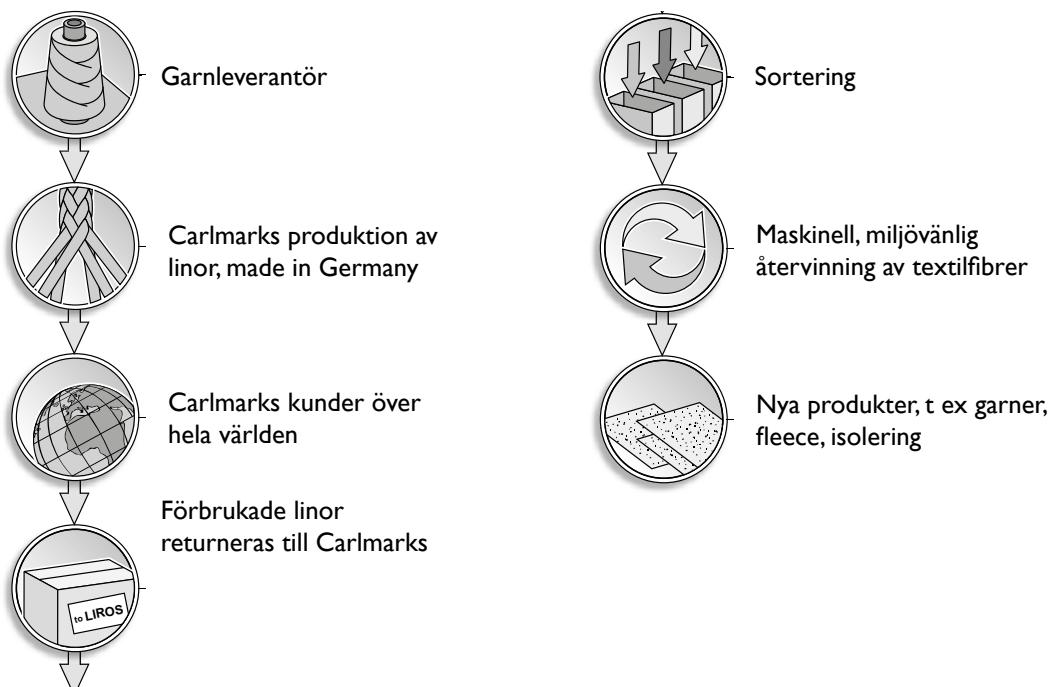 Garnleverantör
Carlmarks produktion av
linor, made in Germany
Carlmarks kunder över
hela världen
Förbrukade linor
returneras till Carlmarks
to LIROS
Sortering
Maskinell, miljövänlig
återvinning av textilfibrer
Nya produkter, t ex garner,
fleece, isolering